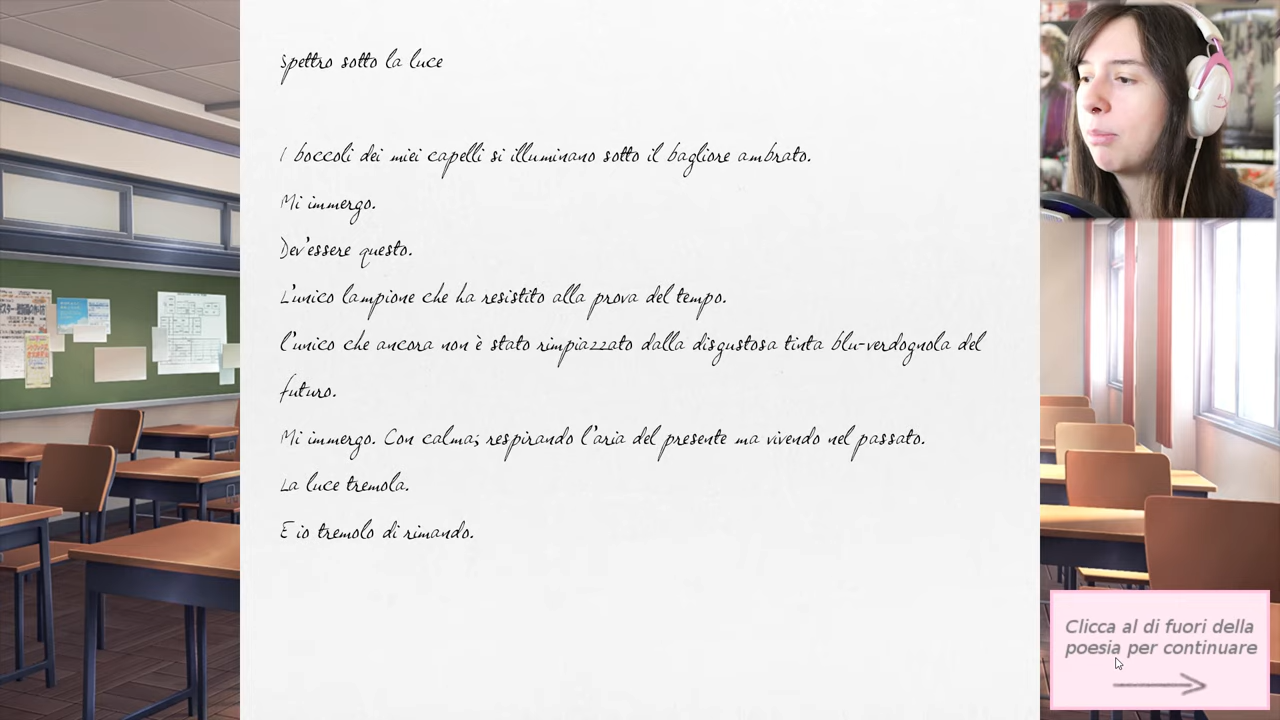 Spettro sotto la luce
I boccoli dei miei capelli si illuminano sotto il bagliore ambrato.
Mi immergo.
Dev'essere questo.
L'unico lampione che ha resistito alla prova del tempo.
l'unico che ancora non è stato rimpiazzato dalla disgustosa tinta blu-verdognola del
futuro.
Mi immergo. Con calma; respirando l'aria del presente ma vivendo nel passato.
La luce tremola.
E io tremolo di rimando.
Clicca al di fuori della
poesia per continuare